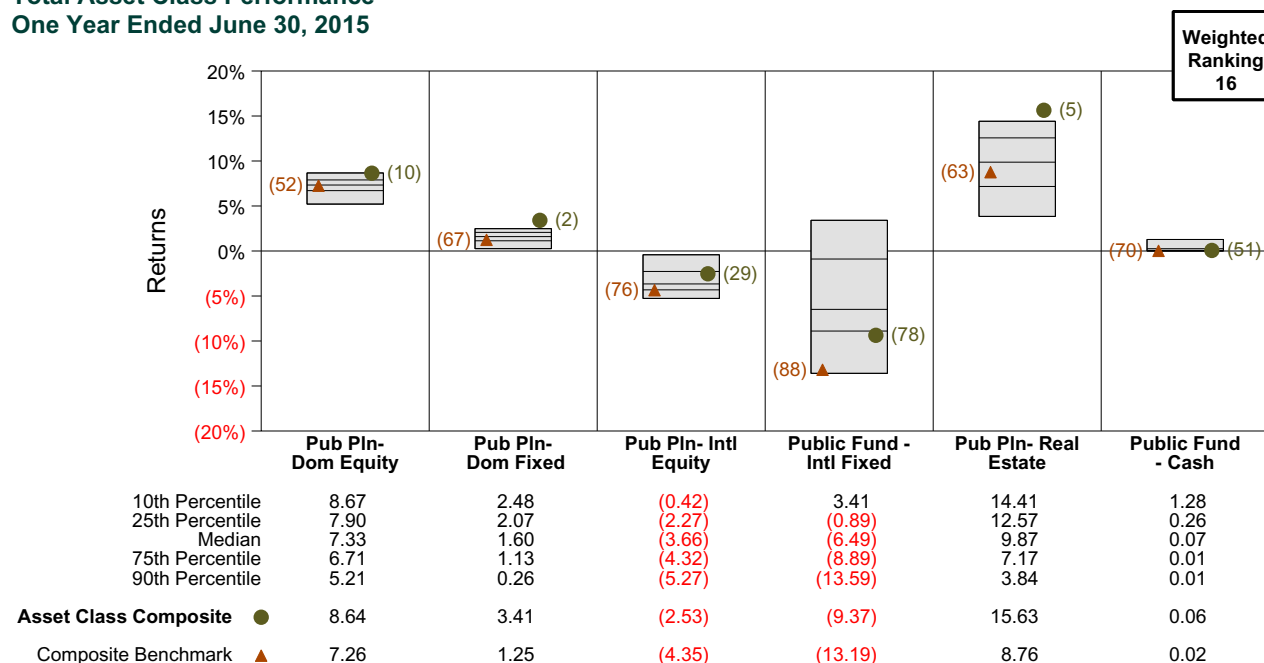 One Year Ended June 30, 2015
Ranking
16
20%
15%
10%
5%
0%
(5%)
(10%)
(15%)
(20%)
Returns
(52) (10)
(67) (2)
(76) (29)
(88) (78)
(63) (5)
(70) (51)
Pub Pln- Dom Equity
Pub Pln- Dom Fixed
Pub Pln- Intl Equity
Public Fund - Intl Fixed
Pub Pln- Real Estate
Public Fund - Cash
10th Percentile 8.67 2.48 (0.42) 3.41 14.41 1.28
25th Percentile 7.90 2.07 (2.27) (0.89) 12.57 0.26
Median 7.33 1.60 (3.66) (6.49) 9.87 0.07
75th Percentile 6.71 1.13 (4.32) (8.89) 7.17 0.01
90th Percentile 5.21 0.26 (5.27) (13.59) 3.84 0.01
Asset Class Composite 8.64 3.41 (2.53) (9.37) 15.63 0.06
Composite Benchmark 7.26 1.25 (4.35) (13.19) 8.76 0.02